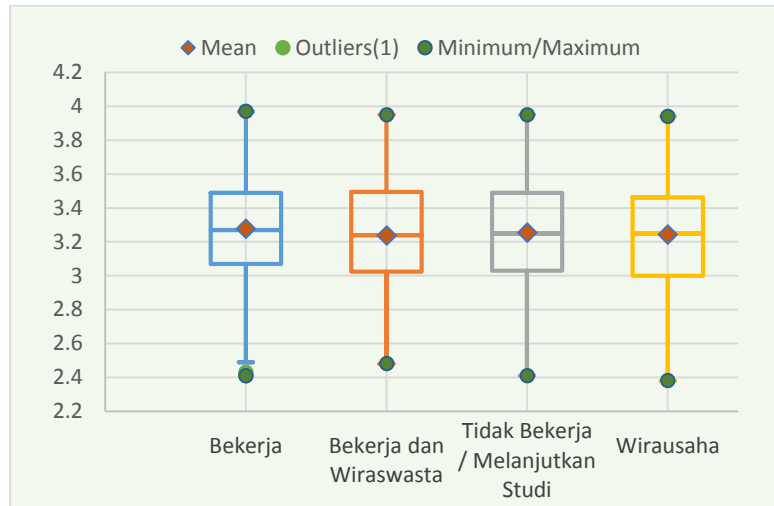 Mean Outliers(1) Minimum/Maximum
4.2
4
3.8
3.6
3.4
3.2
3
2.8
2.6
2.4
2.2
Bekerja
Bekerja dan
Wiraswasta
Tidak Bekerja
/ Melanjutkan
Studi
Wirausaha